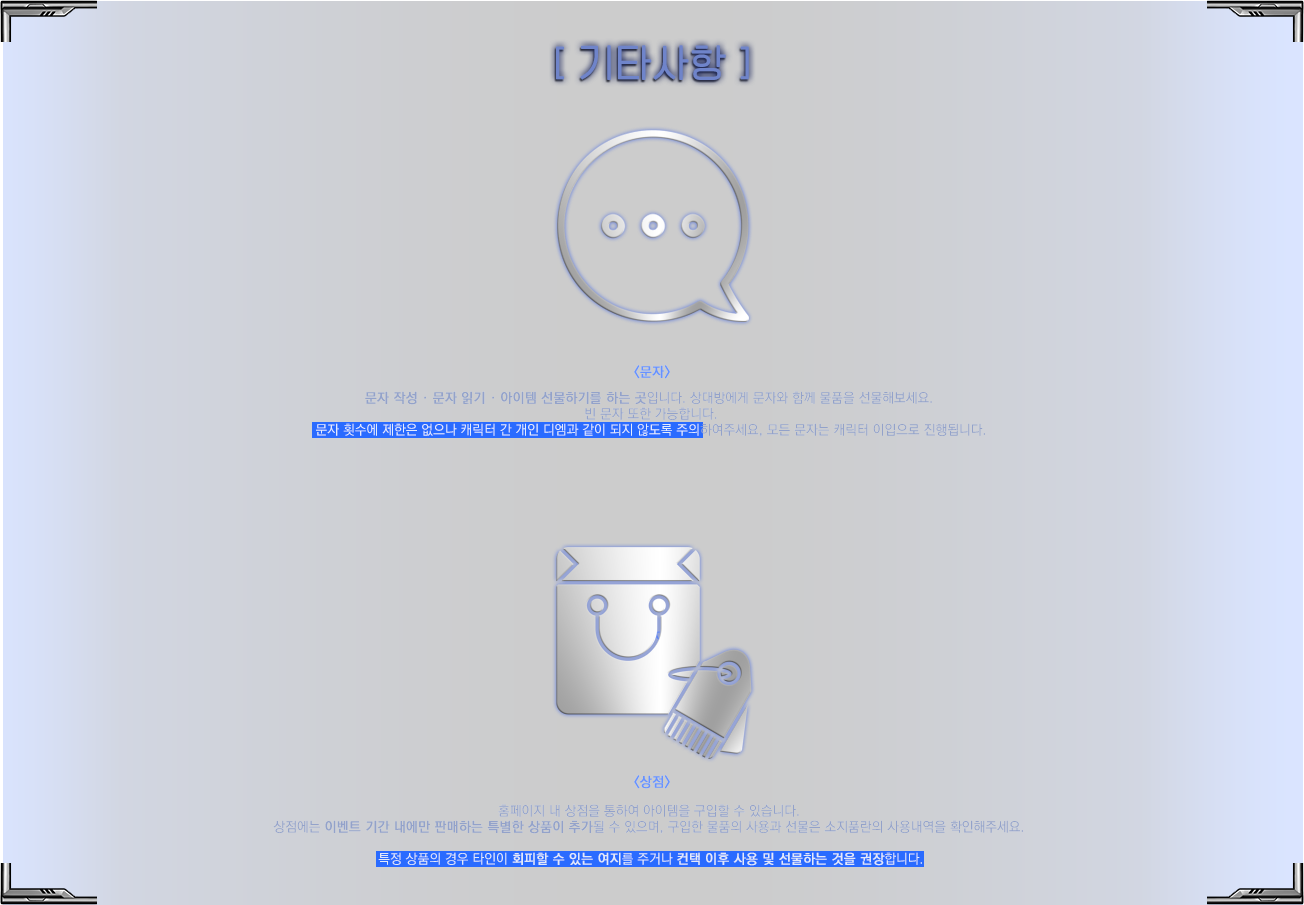 [ 기타사항 ]
<문자>
문자 작성 · 문자 읽기 · 아이템 선물하기를 하는 곳입니다. 상대방에게 문자와 함께 물품을 선물해보세요.
빈 문자 또한 가능합니다.
문자 횟수에 제한은 없으나 캐릭터 간 개인 디엠과 같이 되지 않도록 주의하여주세요. 모든 문자는 캐릭터 이입으로 진행됩니다.
<상점>
홈페이지 내 상점을 통하여 아이템을 구입할 수 있습니다.
상점에는 이벤트 기간 내에만 판매하는 특별한 상품이 추가될 수 있으며, 구입한 물품의 사용과 선물은 소지품란의 사용내역을 확인해주세요.
특정 상품의 경우 타인이 회피할 수 있는 여지를 주거나 컨택 이후 사용 및 선물하는 것을 권장합니다.